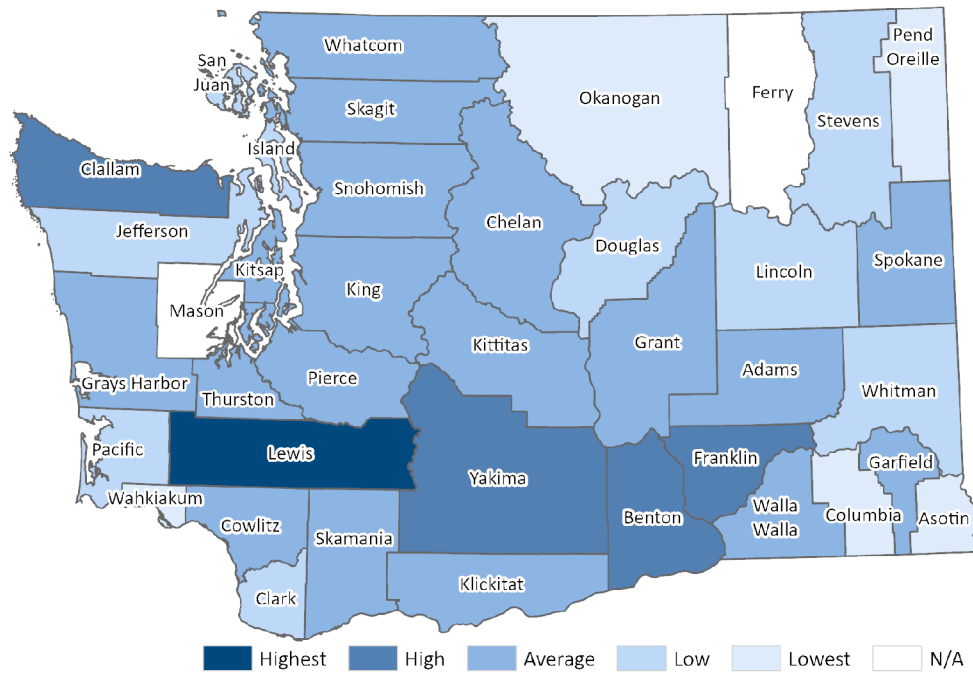 Whatcom
San
Juan
Skagit
Okanogan
Ferry
Pend
Oreille
Stevens
Island
Clallam
Snohomish
Chelan
Jefferson
Douglas
Kitsap
King
Lincoln
Spokane
Mason
Kittitas
Grant
Adams
Grays Harbor
Thurston
Pierce
Whitman
Pacific
Lewis
Yakima
Franklin
Garfield
Wahkiakum
Cowlitz
Skamania
Benton
Walla
Walla
Columbia
Asotin
Clark
Klickitat
Highest High Average Low Lowest N/A